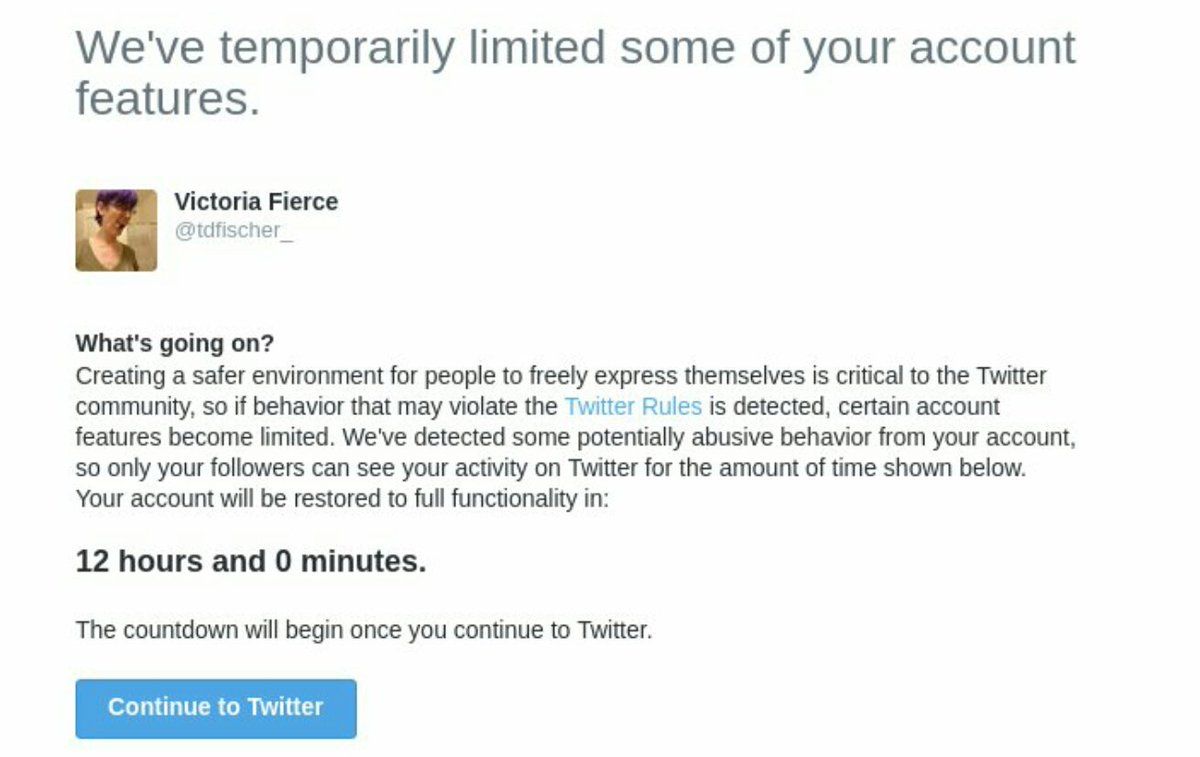 We've temporarily limited some of your account
features.
Victoria Fierce
@tdfischer_
What's going on?
Creating a safer environment for people to freely express themselves is critical to the Twitter
community, so if behavior that may violate the Twitter Rules is detected, certain account
features become limited. We've detected some potentially abusive behavior from your account,
so only your followers can see your activity on Twitter for the amount of time shown below.
Your account will be restored to full functionality in:
12 hours and 0 minutes.
The countdown will begin once you continue to Twitter.
Continue to Twitter